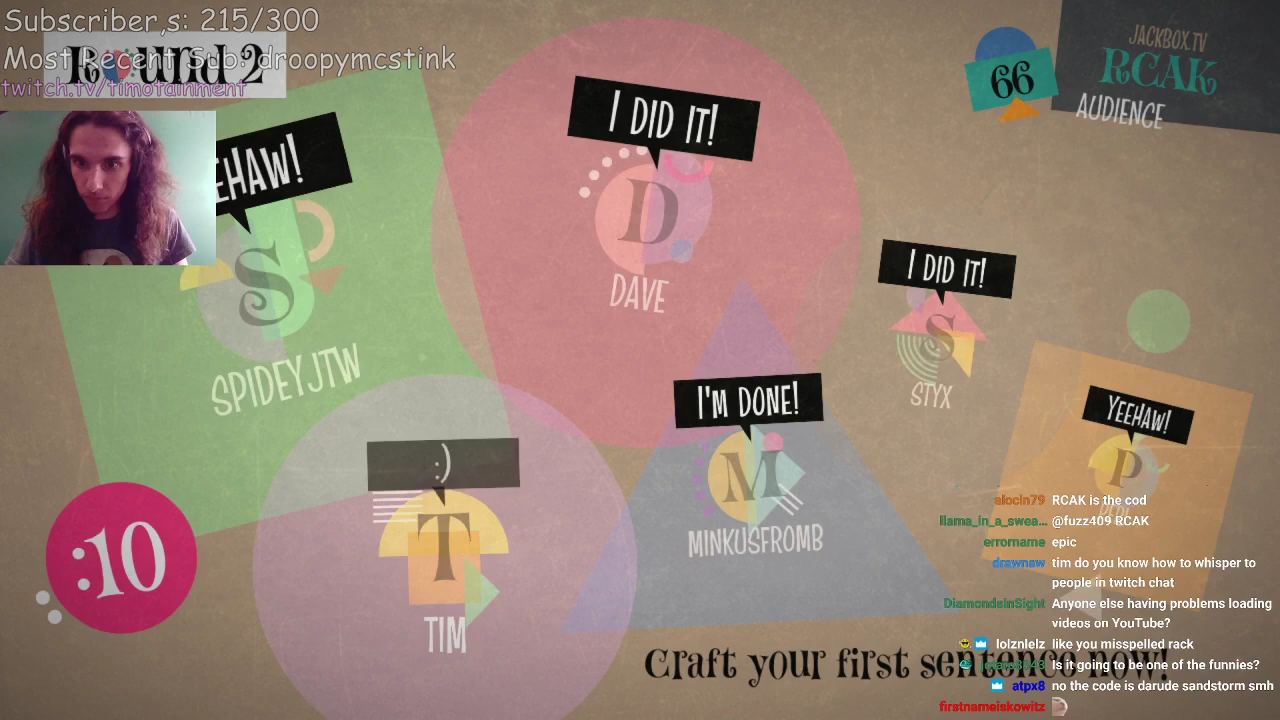 Subscriber,s: 215/300
Most Recent Sub: droopymcstink
Round 2
twitch.tv/timotainment
66
JACKBOX.TV
RCAK
AUDIENCE
EHAW!
S
SPIDEYJTW
I DID IT!
D
DAVE
I DID IT!
S
STYX
I'M DONE!
M
MINKUSFROMB
YEEHAW!
P
:)
T
TIM
:10
Craft your first sentence now!
alocin79 RCAK is the cod
llama_in_a_swea... @fuzz409 RCAK
errorname epic
drawnaw tim do you know how to whisper to
people in twitch chat
DiamondsInSight Anyone else having problems loading
videos on YouTube?
lolznlelz like you misspelled rack
Is it going to be one of the funnies?
atpx8 no the code is darude sandstorm smh
firstnameiskowitz